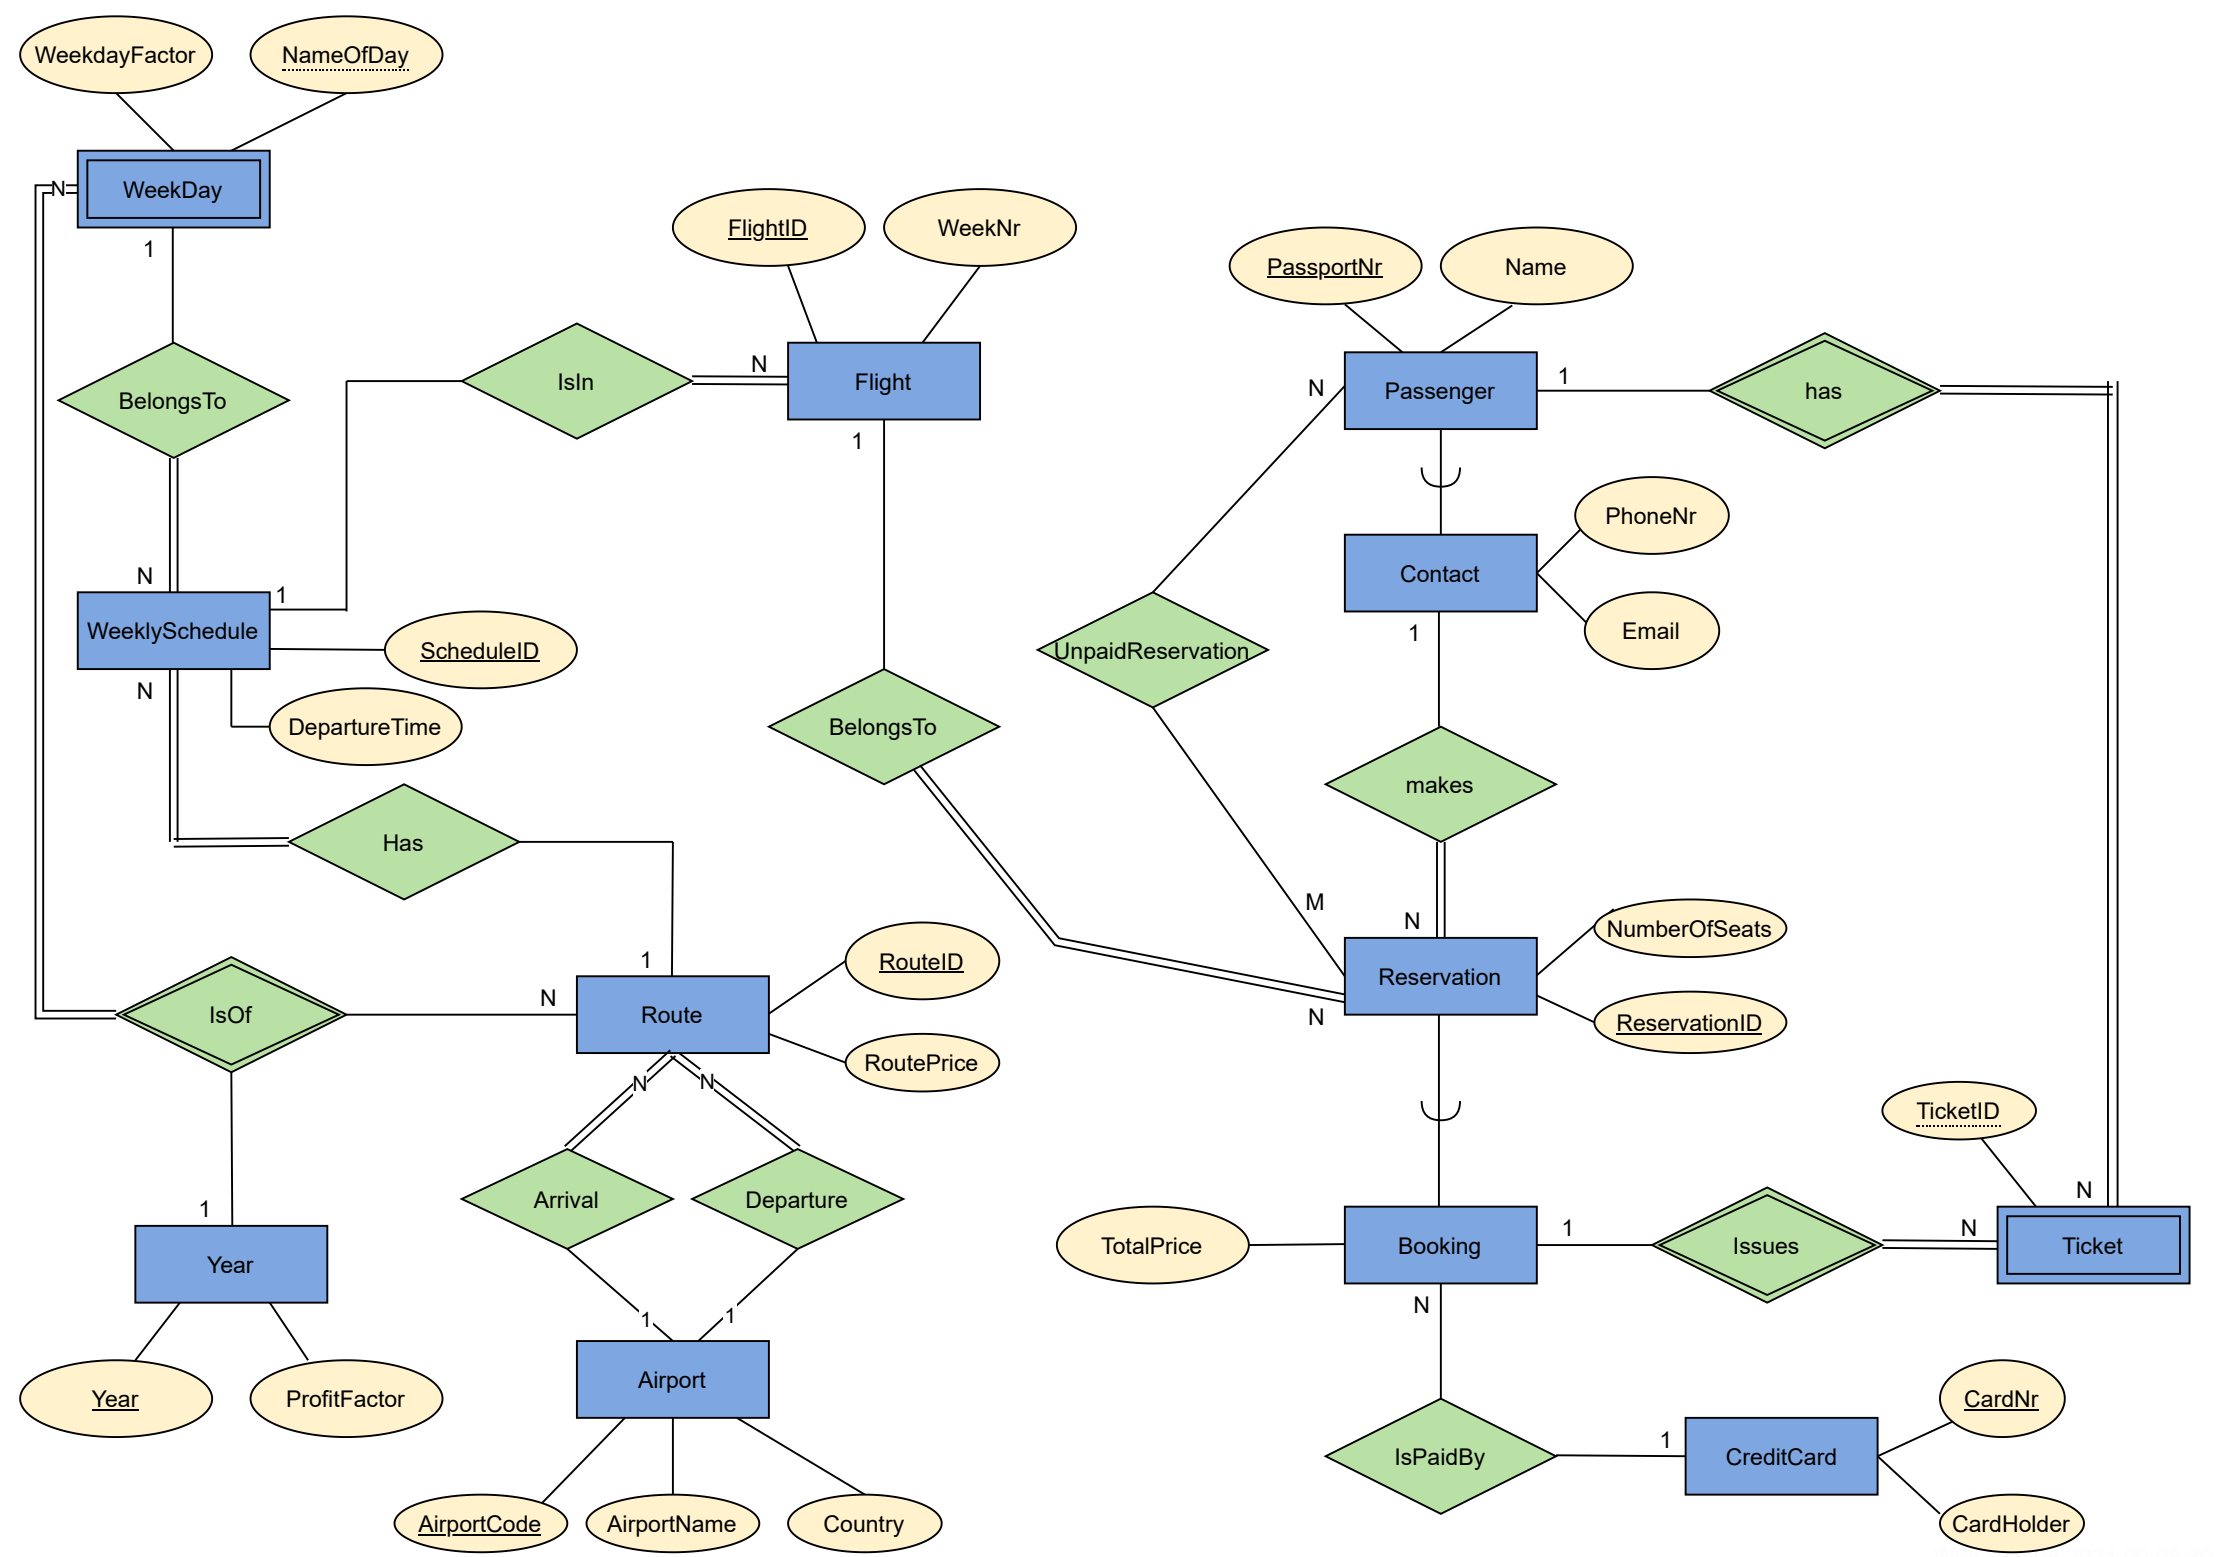 WeekdayFactor
NameOfDay
N
WeekDay
1
FlightID
WeekNr
PassportNr
Name
BelongsTo
IsIn
N
Flight
1
N
Passenger
1
has
PhoneNr
Contact
Email
1
N
1
WeeklySchedule
ScheduleID
N
DepartureTime
UnpaidReservation
BelongsTo
makes
Has
M
N
NumberOfSeats
1
RouteID
Reservation
N
IsOf
Route
N
ReservationID
RoutePrice
N
N
TicketID
Arrival
Departure
N
1
TotalPrice
Booking
1
Issues
N
Ticket
Year
1
1
N
Airport
Year
ProfitFactor
CardNr
IsPaidBy
1
CreditCard
AirportCode
AirportName
Country
CardHolder